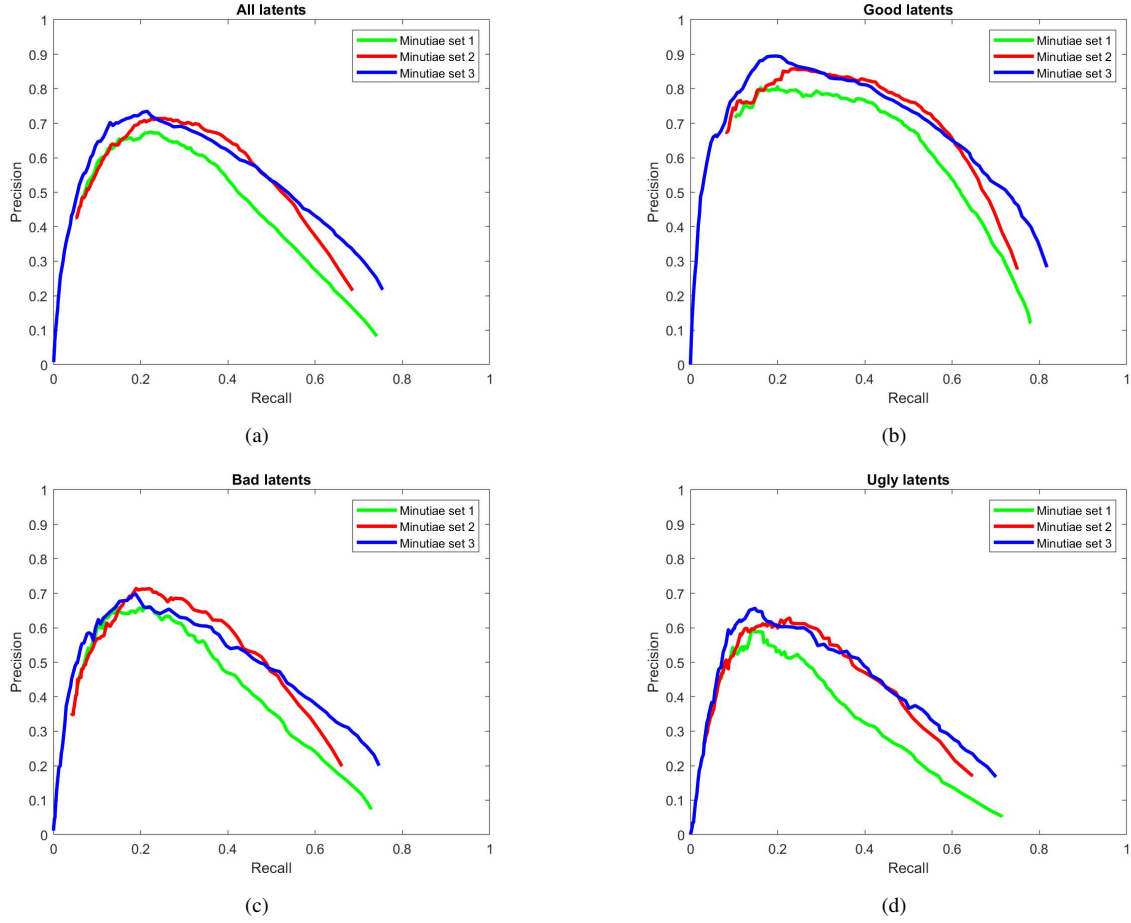 All latents
1
0.9
0.8
0.7
0.6
0.5
0.4
0.3
0.2
0.1
0
Precision
0 0.2 0.4 0.6 0.8 1
Recall
Minutiae set 1
Minutiae set 2
Minutiae set 3
(a)
Good latents
1
0.9
0.8
0.7
0.6
0.5
0.4
0.3
0.2
0.1
0
Precision
0 0.2 0.4 0.6 0.8 1
Recall
Minutiae set 1
Minutiae set 2
Minutiae set 3
(b)
Bad latents
1
0.9
0.8
0.7
0.6
0.5
0.4
0.3
0.2
0.1
0
Precision
0 0.2 0.4 0.6 0.8 1
Recall
Minutiae set 1
Minutiae set 2
Minutiae set 3
(c)
Ugly latents
1
0.9
0.8
0.7
0.6
0.5
0.4
0.3
0.2
0.1
0
Precision
0 0.2 0.4 0.6 0.8 1
Recall
Minutiae set 1
Minutiae set 2
Minutiae set 3
(d)